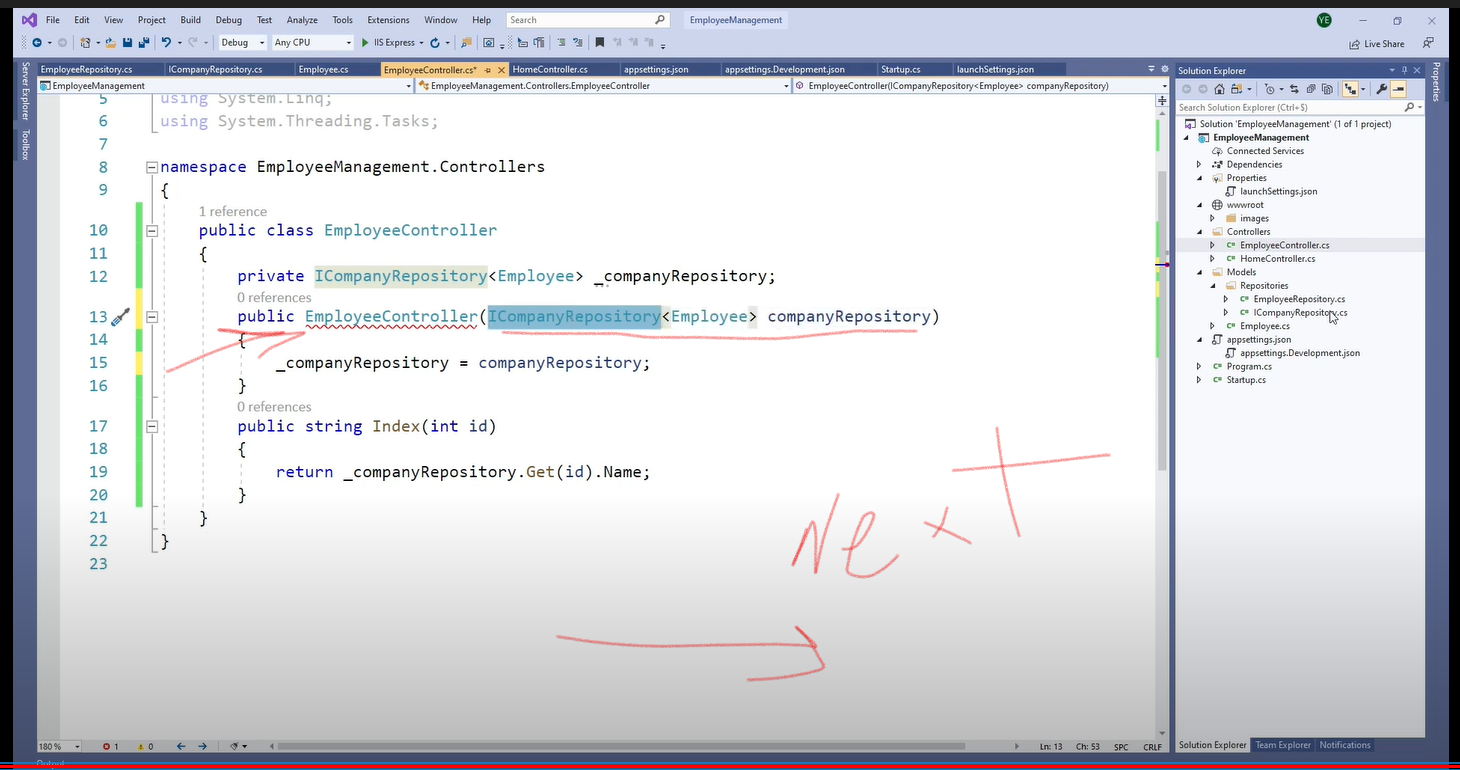 File Edit View Project Build Debug Test Analyze Tools Extensions Window Help Search EmployeeManagement YE
Debug Any CPU IIS Express Live Share
Server Explorer
Toolbox
EmployeeRepository.cs ICompanyRepository.cs Employee.cs EmployeeController.cs* HomeController.cs appsettings.json appsettings.Development.json Startup.cs launchSettings.json
EmployeeManagement EmployeeManagement.Controllers.EmployeeController EmployeeController(ICompanyRepository<Employee> companyRepository)
5 using System.Linq;
6 using System.Threading.Tasks;
7
8 namespace EmployeeManagement.Controllers
9 {
1 reference
10 public class EmployeeController
11 {
12 private ICompanyRepository<Employee> _companyRepository;
0 references
13 public EmployeeController(ICompanyRepository<Employee> companyRepository)
14 {
15 _companyRepository = companyRepository;
16 }
0 references
17 public string Index(int id)
18 {
19 return _companyRepository.Get(id).Name;
20 }
21 }
22 }
23
Next
180 % 1 0 Ln: 13 Ch: 53 SPC CRLF
Output
Solution Explorer
Search Solution Explorer (Ctrl+$)
Solution 'EmployeeManagement' (1 of 1 project)
EmployeeManagement
Connected Services
Dependencies
Properties
launchSettings.json
wwwroot
images
Controllers
EmployeeController.cs
HomeController.cs
Models
Repositories
EmployeeRepository.cs
ICompanyRepository.cs
Employee.cs
appsettings.json
appsettings.Development.json
Program.cs
Startup.cs
Solution Explorer Team Explorer Notifications
Properties